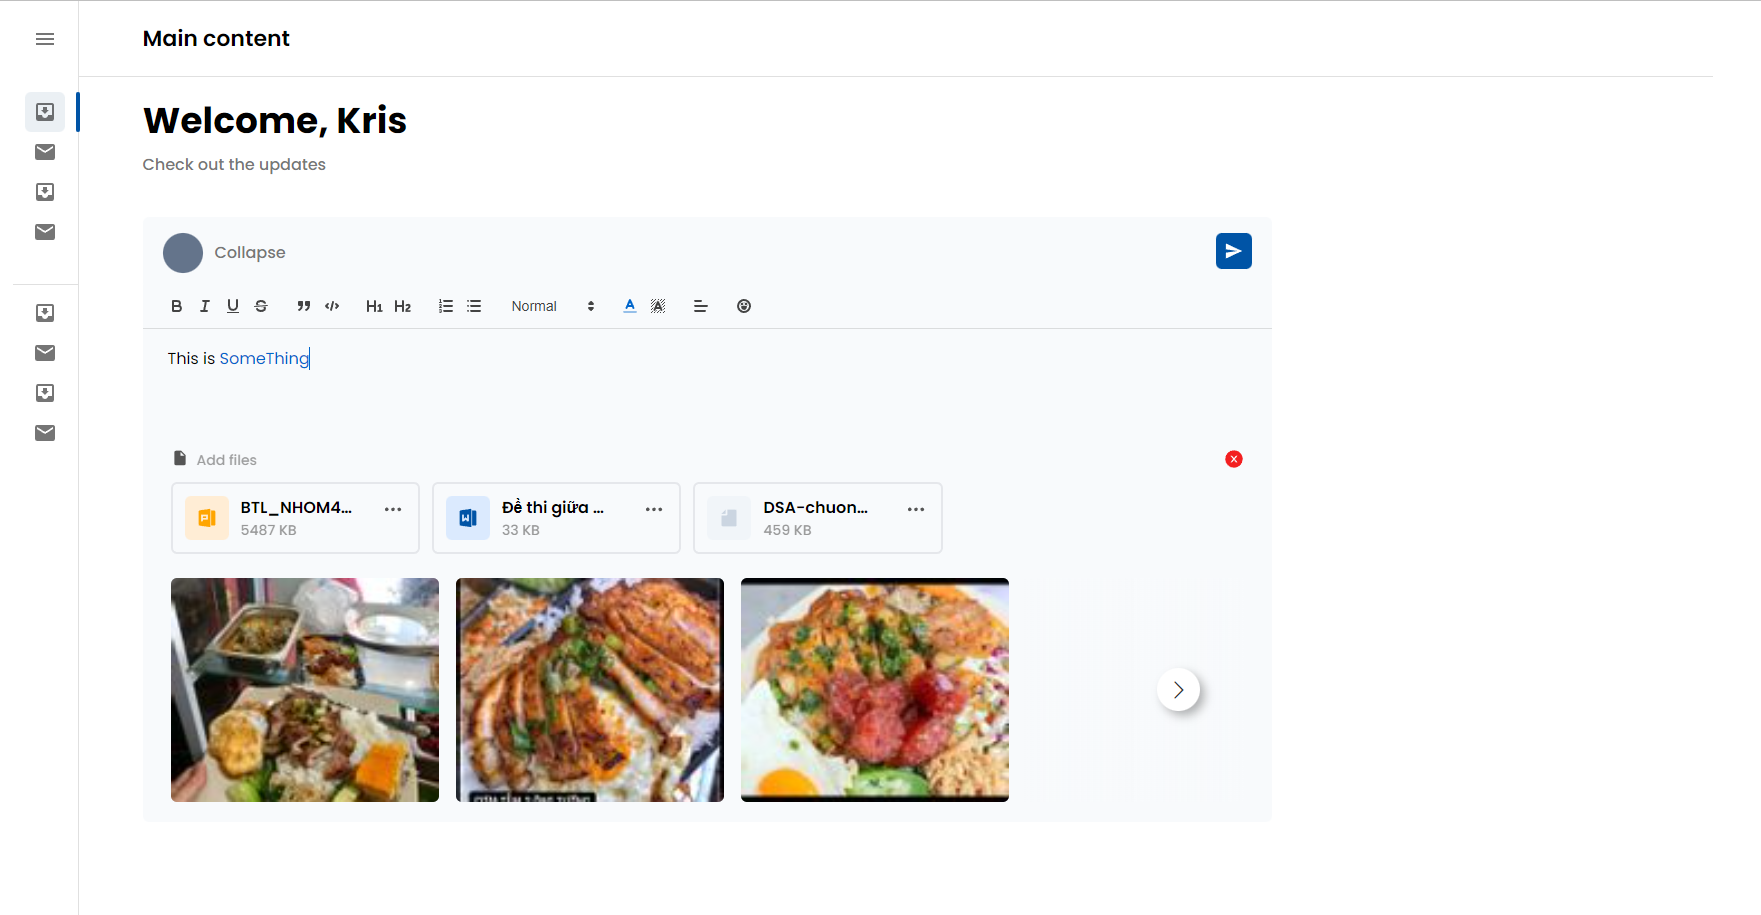 Main content
Welcome, Kris
Check out the updates
Collapse
B I U S H1 H2 Normal A A
This is SomeThing
Add files
BTL_NHOM4...
5487 KB
Đề thi giữa ...
33 KB
DSA-chuon...
459 KB